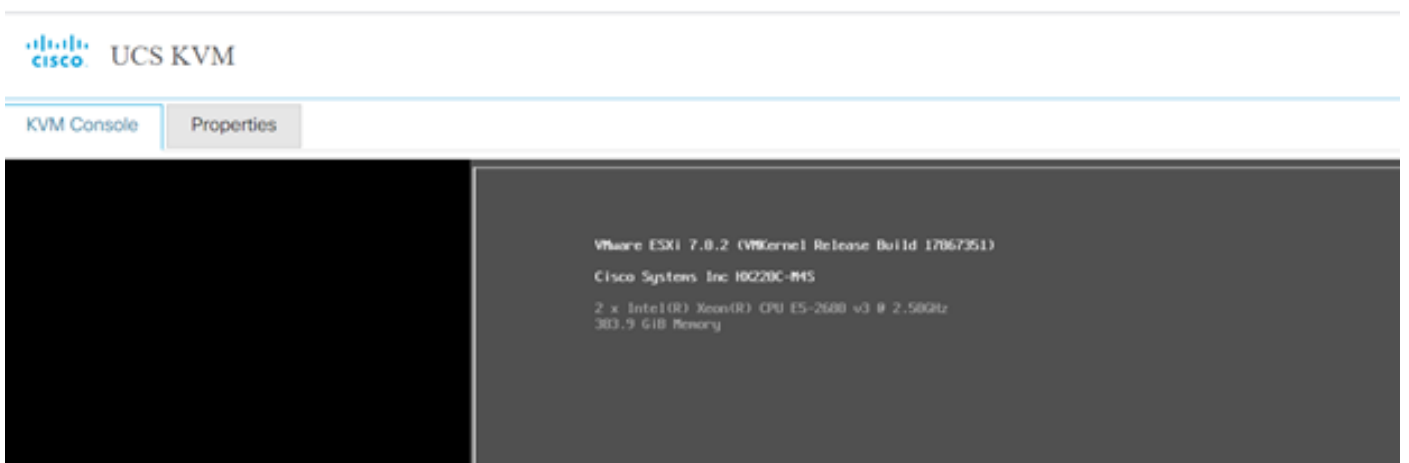 cisco UCS KVM
KVM Console Properties
VMware ESXi 7.0.2 (VMKernel Release Build 17867351)
Cisco Systems Inc HX220C-M4S
2 x Intel(R) Xeon(R) CPU E5-2680 v3 @ 2.50GHz
383.9 GiB Memory